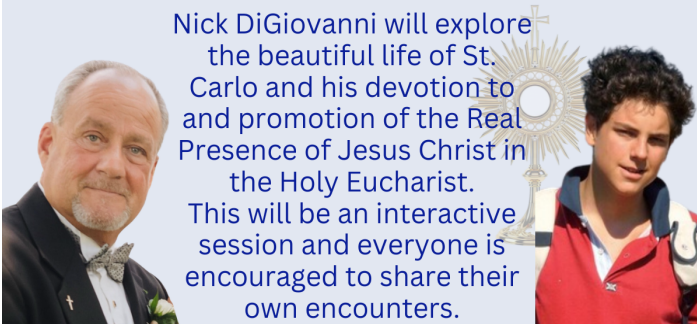 Nick DiGiovanni will explore
the beautiful life of St.
Carlo and his devotion to
and promotion of the Real
Presence of Jesus Christ in
the Holy Eucharist.
This will be an interactive
session and everyone is
encouraged to share their
own encounters.